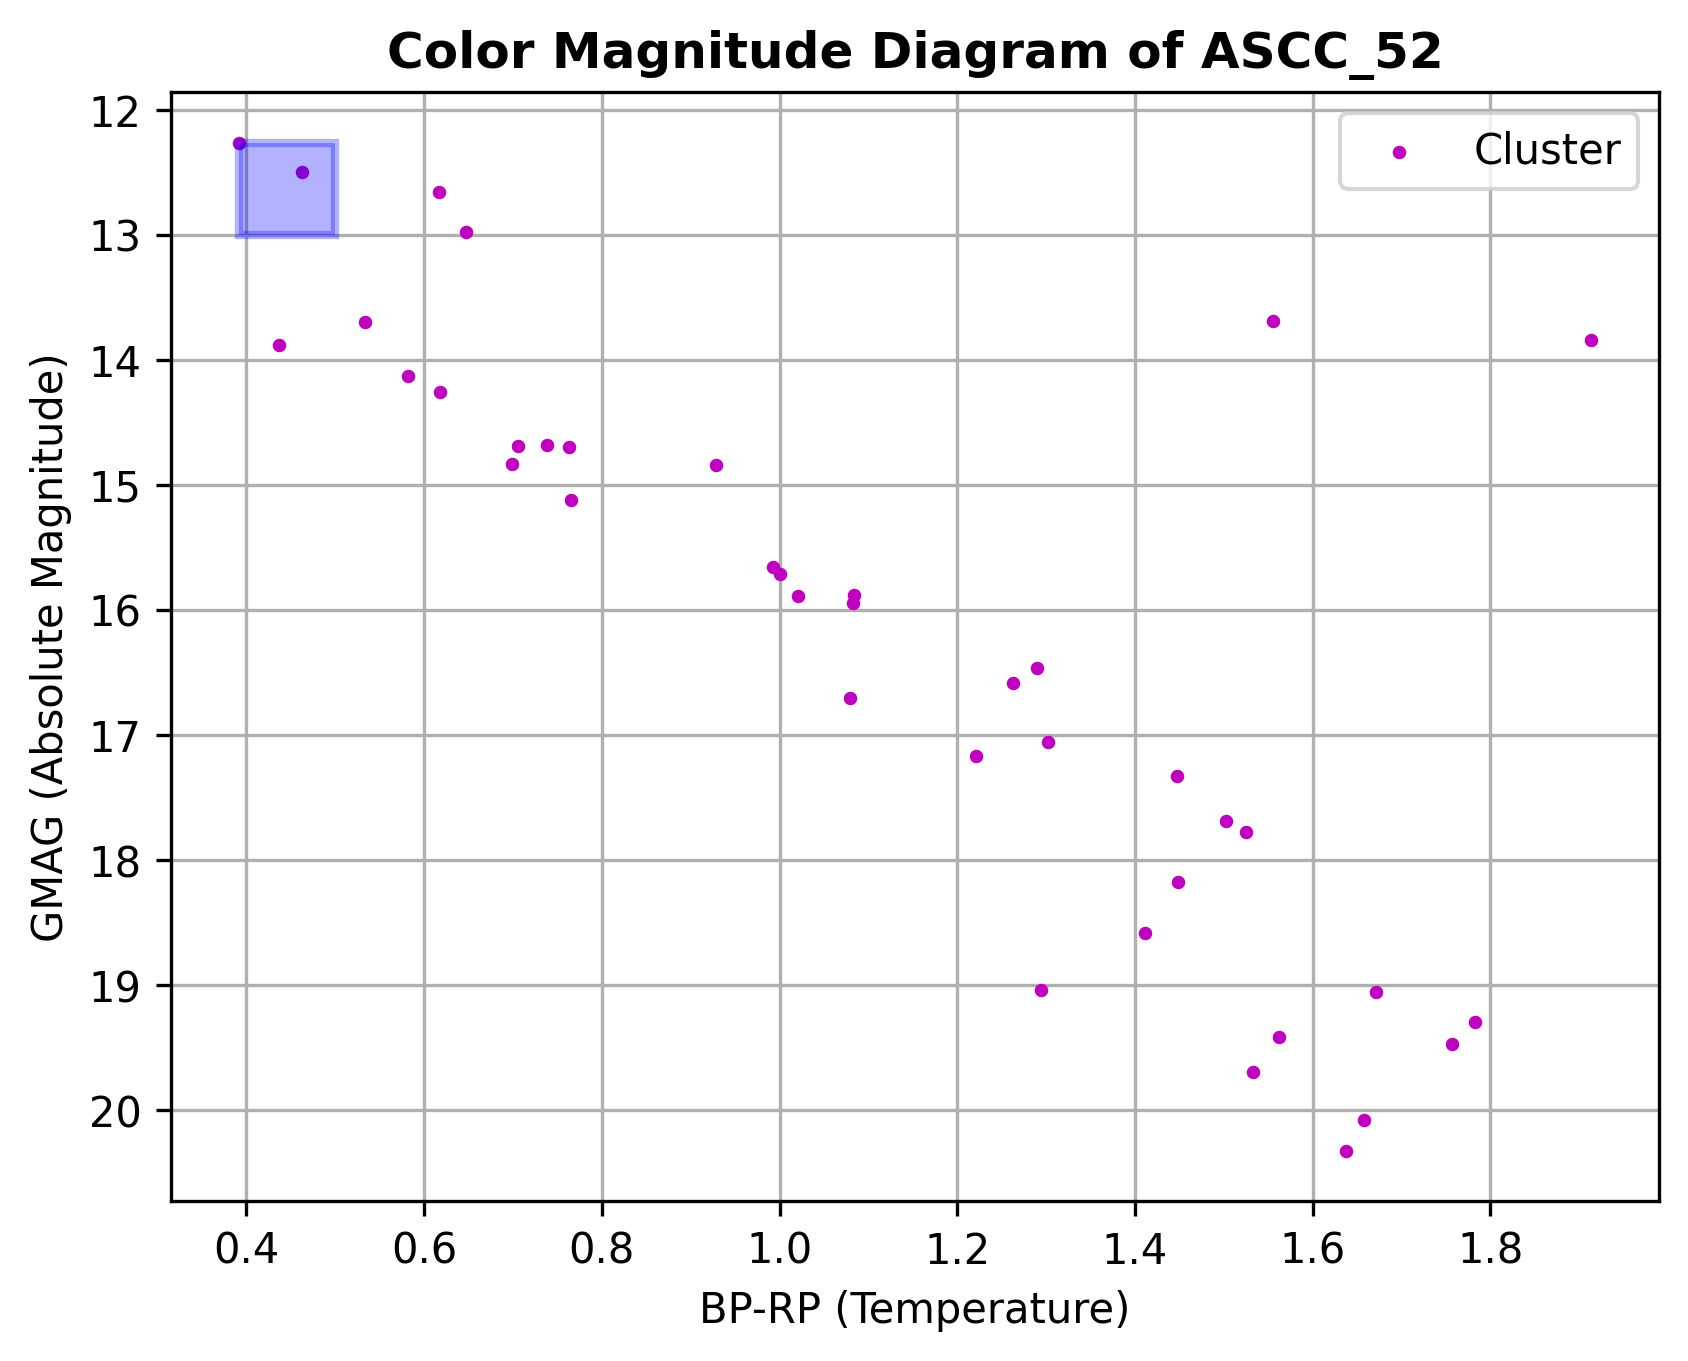 Color Magnitude Diagram of ASCC_52
Cluster
GMAG (Absolute Magnitude)
12
13
14
15
16
17
18
19
20
0.4 0.6 0.8 1.0 1.2 1.4 1.6 1.8
BP-RP (Temperature)